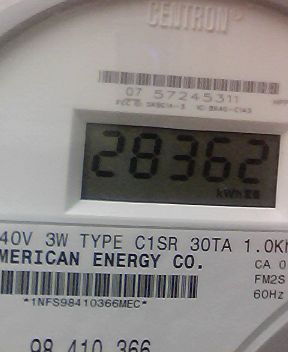 CENTRON®
07 57245311
28362
kWh
40V 3W TYPE C1SR 30TA 1.0K
MERICAN ENERGY CO.
CA 0
FM2S
60Hz
*1NFS98410366MEC*
98 410 366